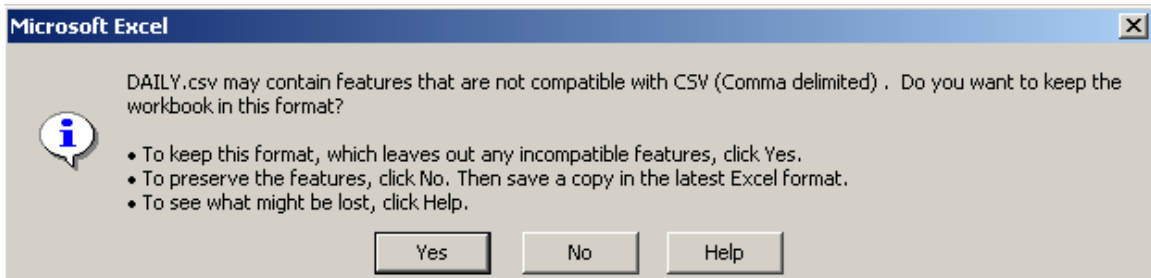 Microsoft Excel
DAILY.csv may contain features that are not compatible with CSV (Comma delimited) .  Do you want to keep the
workbook in this format?
• To keep this format, which leaves out any incompatible features, click Yes.
• To preserve the features, click No. Then save a copy in the latest Excel format.
• To see what might be lost, click Help.
Yes No Help